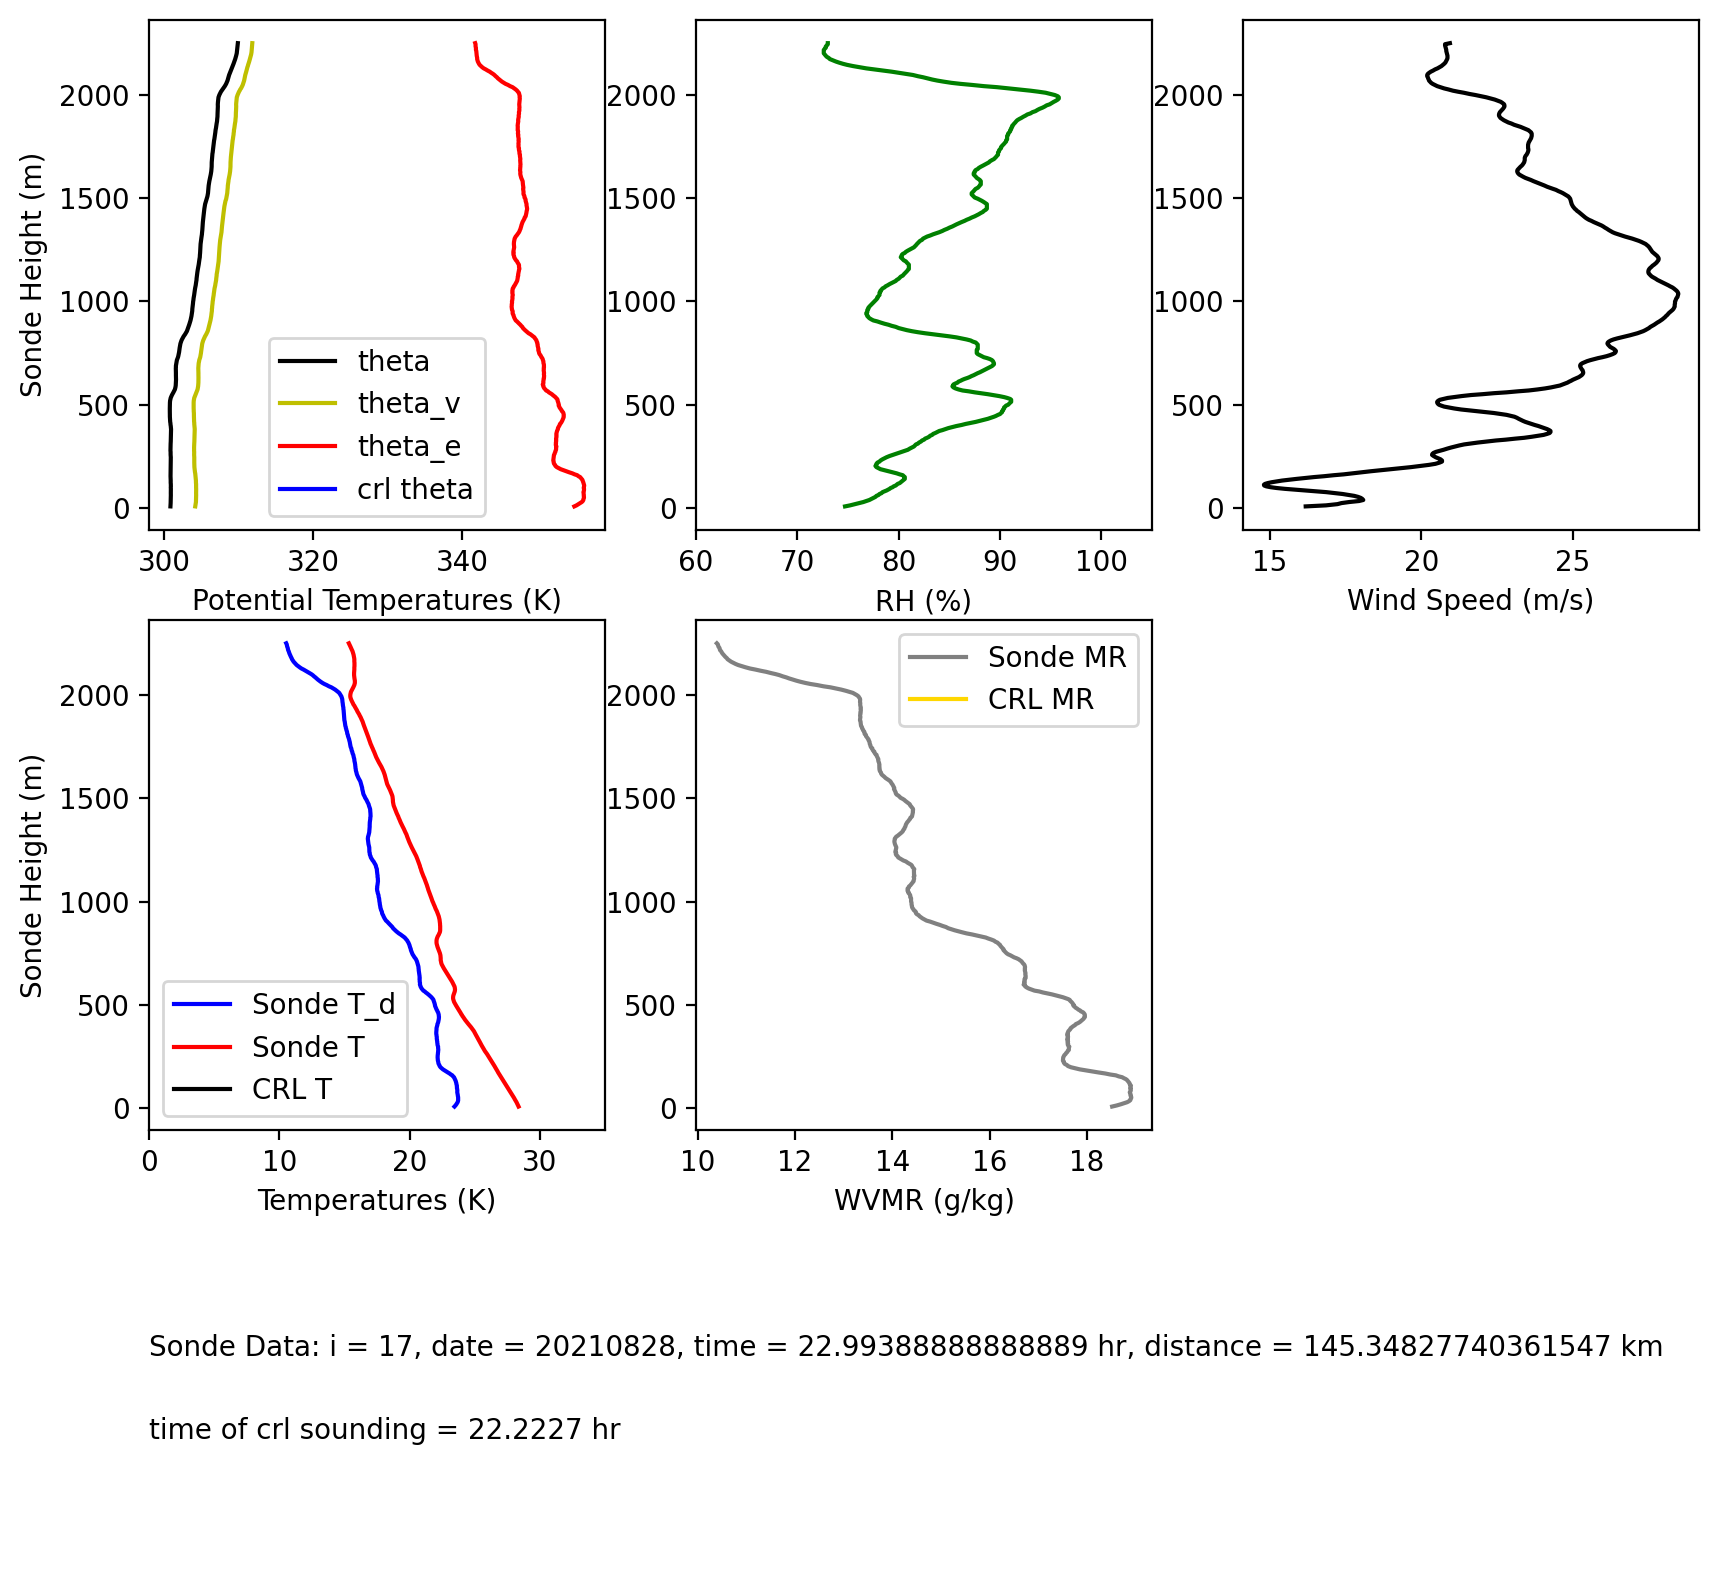 Sonde Height (m)
2000
1500
1000
500
0
theta
theta_v
theta_e
crl theta
300
320
340
Potential Temperatures (K)
2000
1500
1000
500
0
60
70
80
90
100
RH (%)
2000
1500
1000
500
0
15
20
25
Wind Speed (m/s)
Sonde Height (m)
2000
1500
1000
500
0
Sonde T_d
Sonde T
CRL T
0
10
20
30
Temperatures (K)
2000
1500
1000
500
0
Sonde MR
CRL MR
10
12
14
16
18
WVMR (g/kg)
Sonde Data: i = 17, date = 20210828, time = 22.99388888888889 hr, distance = 145.34827740361547 km
time of crl sounding = 22.2227 hr